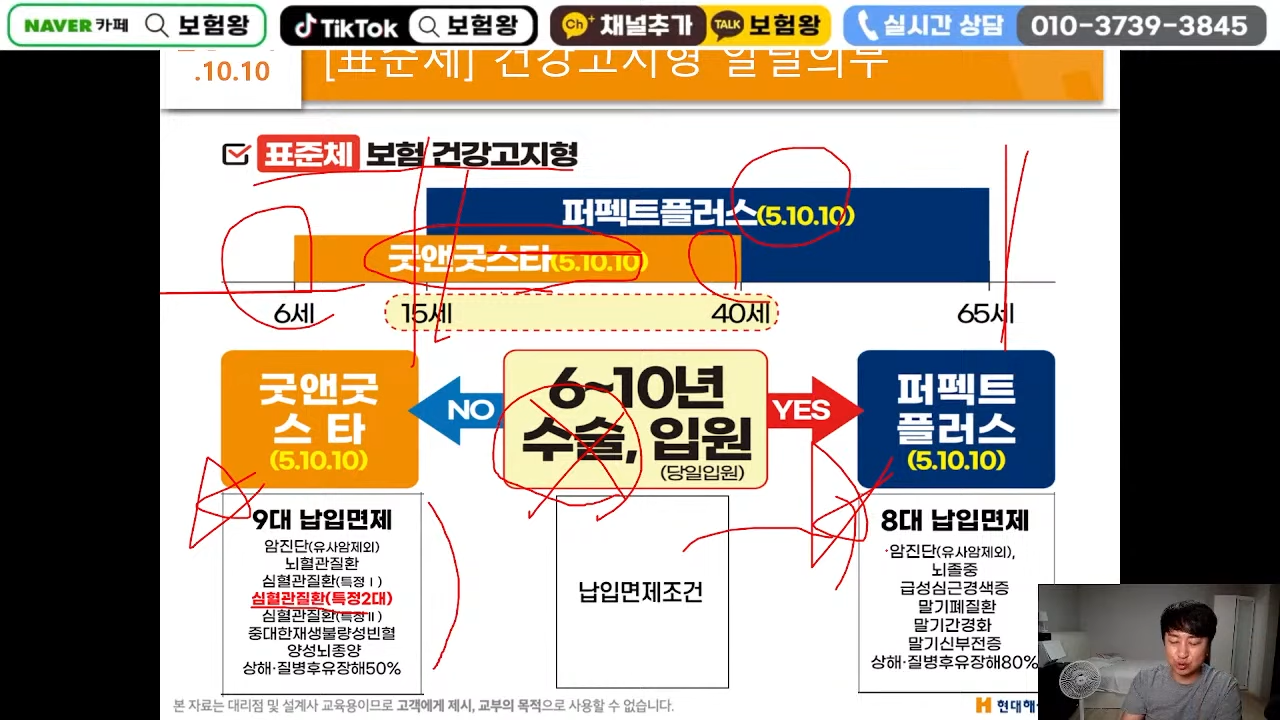 NAVER 카페 보험왕 TikTok 보험왕 Ch+ 채널추가 TALK 보험왕 실시간 상담 010-3739-3845
.10.10
[표준체] 건강고지형 알릴의무
표준체 보험 건강고지형
퍼펙트플러스(5.10.10)
굿앤굿스타(5.10.10)
6세 15세 40세 65세
굿앤굿
스 타
(5.10.10)
NO
6~10년
수술, 입원
(당일입원)
YES
퍼펙트
플러스
(5.10.10)
9대 납입면제
암진단(유사암제외)
뇌혈관질환
심혈관질환(특정Ⅰ)
심혈관질환(특정2대)
심혈관질환(특정Ⅱ)
중대한재생불량성빈혈
양성뇌종양
상해·질병후유장해50%
납입면제조건
8대 납입면제
·암진단(유사암제외),
뇌졸중
급성심근경색증
말기폐질환
말기간경화
말기신부전증
상해·질병후유장해80%
본 자료는 대리점 및 설계사 교육용이므로 고객에게 제시, 교부의 목적으로 사용할 수 없습니다.
현대해